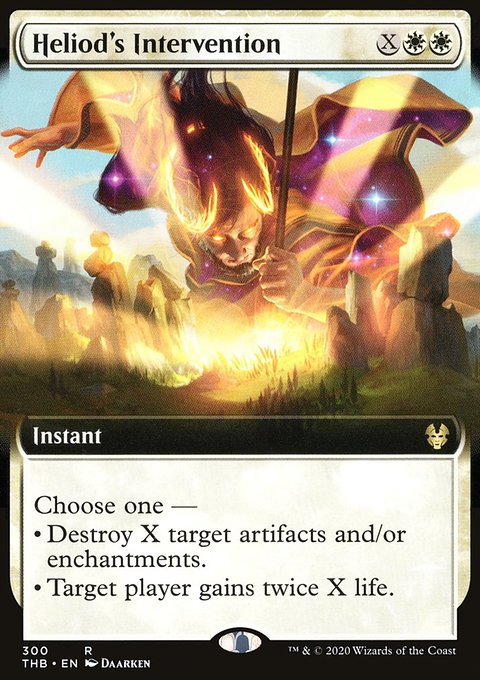 Heliod's Intervention X
Instant
Choose one —
• Destroy X target artifacts and/or
enchantments.
• Target player gains twice X life.
300 R
THB • EN Daarken
™ & © 2020 Wizards of the Coast